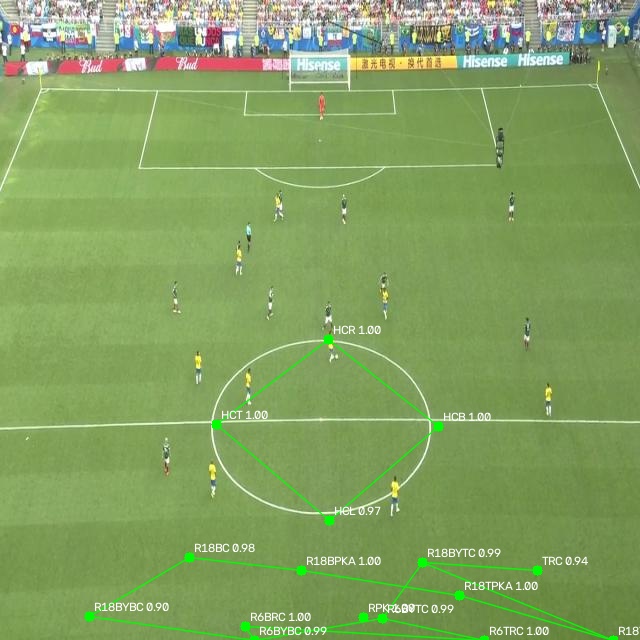 Bud
Bud
Hisense
激光电视·换代首选
Hisense
Hisense
HCR 1.00
HCT 1.00
HCB 1.00
HCL 0.97
R18BC 0.98
R18BPKA 1.00
R18BYTC 0.99
TRC 0.94
R18TPKA 1.00
R18BYBC 0.90
R6BRC 1.00
R6BYBC 0.99
R6TRC 1.00
R18